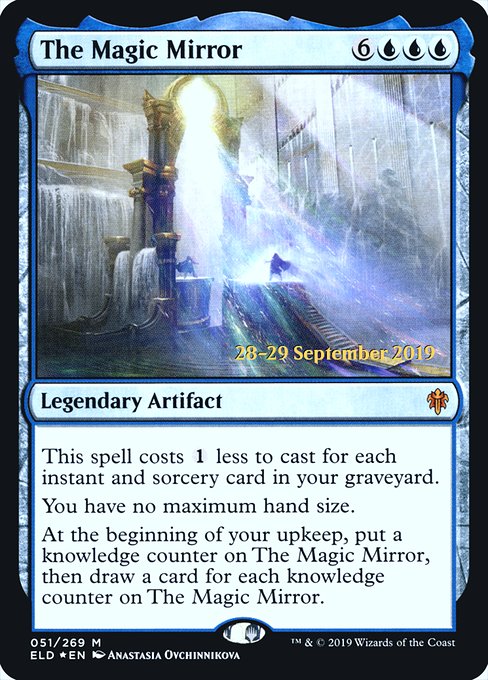 The Magic Mirror 6
28–29 September 2019
Legendary Artifact
This spell costs 1 less to cast for each
instant and sorcery card in your graveyard.
You have no maximum hand size.
At the beginning of your upkeep, put a
knowledge counter on The Magic Mirror,
then draw a card for each knowledge
counter on The Magic Mirror.
051/269 M
™ & © 2019 Wizards of the Coast
ELD ★ EN Anastasia Ovchinnikova